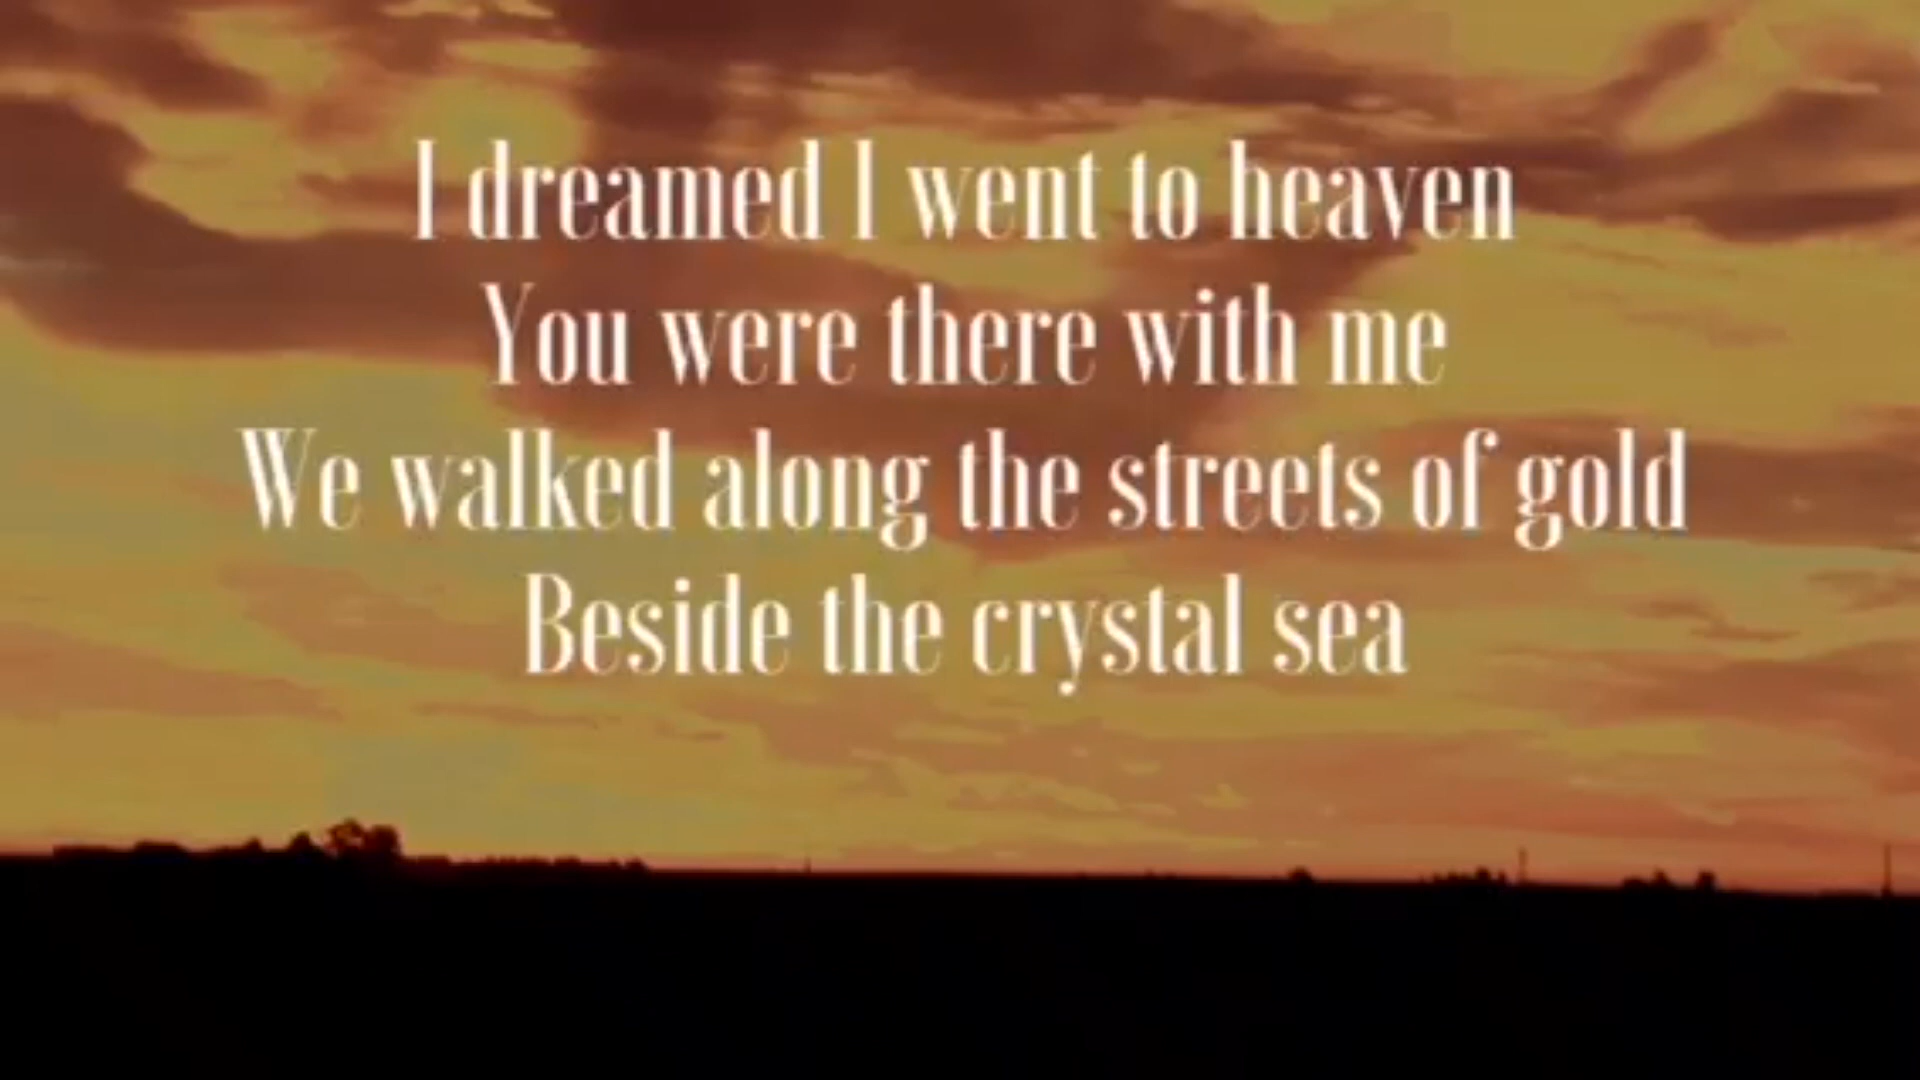 I dreamed I went to heaven
You were there with me
We walked along the streets of gold
Beside the crystal sea